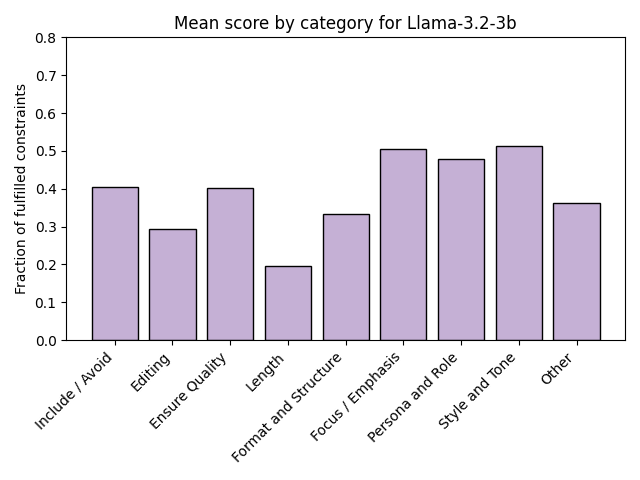 Mean score by category for Llama-3.2-3b
Fraction of fulfilled constraints
0.8
0.7
0.6
0.5
0.4
0.3
0.2
0.1
0.0
Include / Avoid
Editing
Ensure Quality
Length
Format and Structure
Focus / Emphasis
Persona and Role
Style and Tone
Other